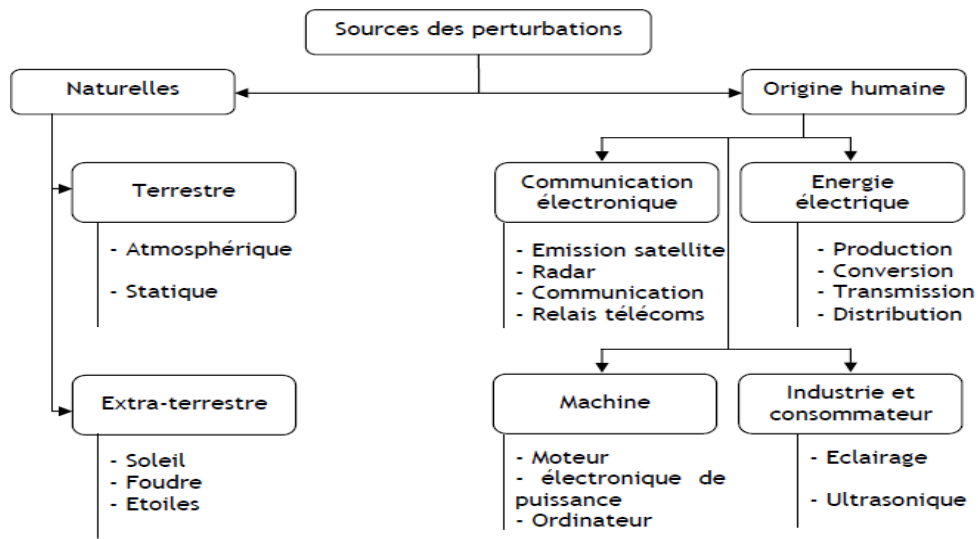 Sources des perturbations
Naturelles
Origine humaine
Terrestre
- Atmosphérique
- Statique
Extra-terrestre
- Soleil
- Foudre
- Etoiles
Communication
électronique
- Emission satellite
- Radar
- Communication
- Relais télécoms
Energie
électrique
- Production
- Conversion
- Transmission
- Distribution
Machine
- Moteur
- électronique de
puissance
- Ordinateur
Industrie et
consommateur
- Eclairage
- Ultrasonique